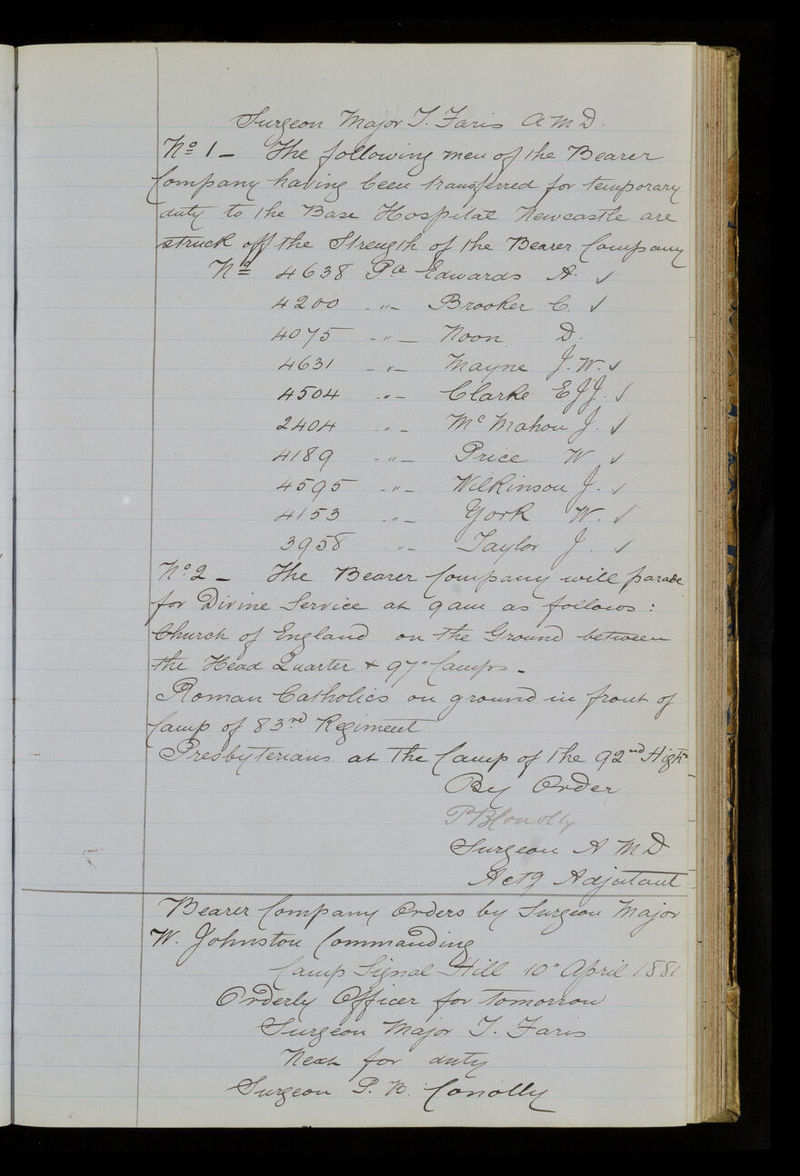 Surgeon Major T. Faris A M D.
No 1 - The following men of the Bearer
Company having been transferred for temporary
duty to the Base Hospital Newcastle are
struck off the Strength of the Bearer Company
No 4638 Pte Edwards A. ✓
4200 - " - Brooker C. ✓
4075 - " - Noon D.
4631 - " - Mayne J. W. ✓
4504 - " - Clarke E J J. ✓
2404 - " - McMahon J. ✓
4189 - " - Price W ✓
4595 - " - Wilkinson J. ✓
4153 - " - York W. ✓
3958 " - Taylor J. ✓
No. 2 - The Bearer Company will parade
for Divine Service at 9 am as follows :
Church of England on the Ground between
the Head Quarter + 97" Camps -
Roman Catholics on ground in front of
Camp of 83rd Regiment
Presbyterians at the Camp of the 92nd Highrs
By Order
P B Conolly
Surgeon A M D
Actg Adjutant
Bearer Company Orders by Surgeon Major
W. Johnston Commanding
Camp Signal Hill 10" April 1881
Orderly Officer for tomorrow
Surgeon Major T. Faris
Next for duty
Surgeon P. B. Conolly